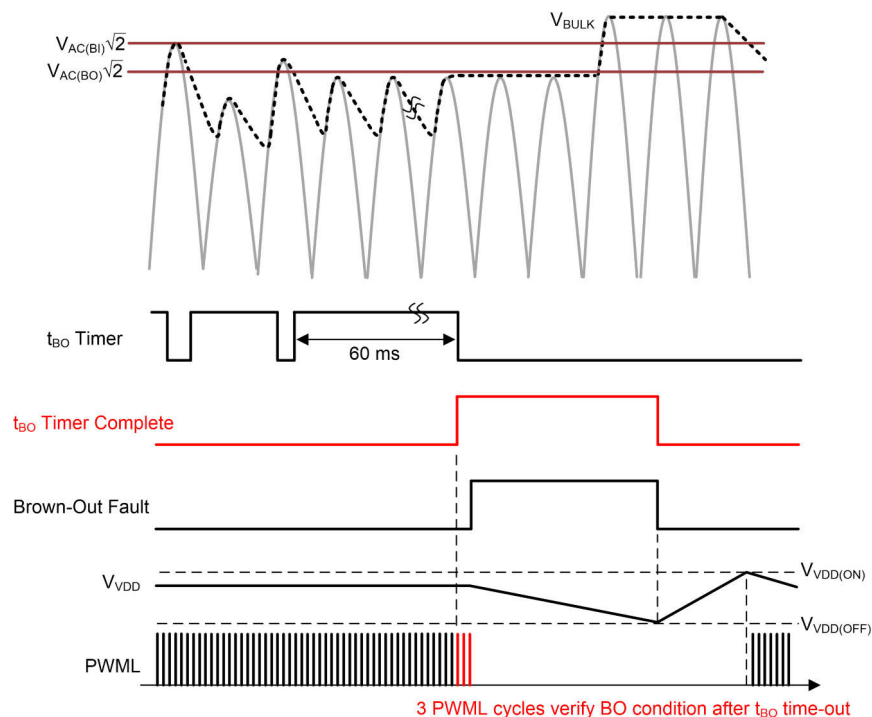 V_BULK
V_AC(BI)√2
V_AC(BO)√2
t_BO Timer
60 ms
t_BO Timer Complete
Brown-Out Fault
V_VDD
V_VDD(ON)
V_VDD(OFF)
PWML
3 PWML cycles verify BO condition after t_BO time-out